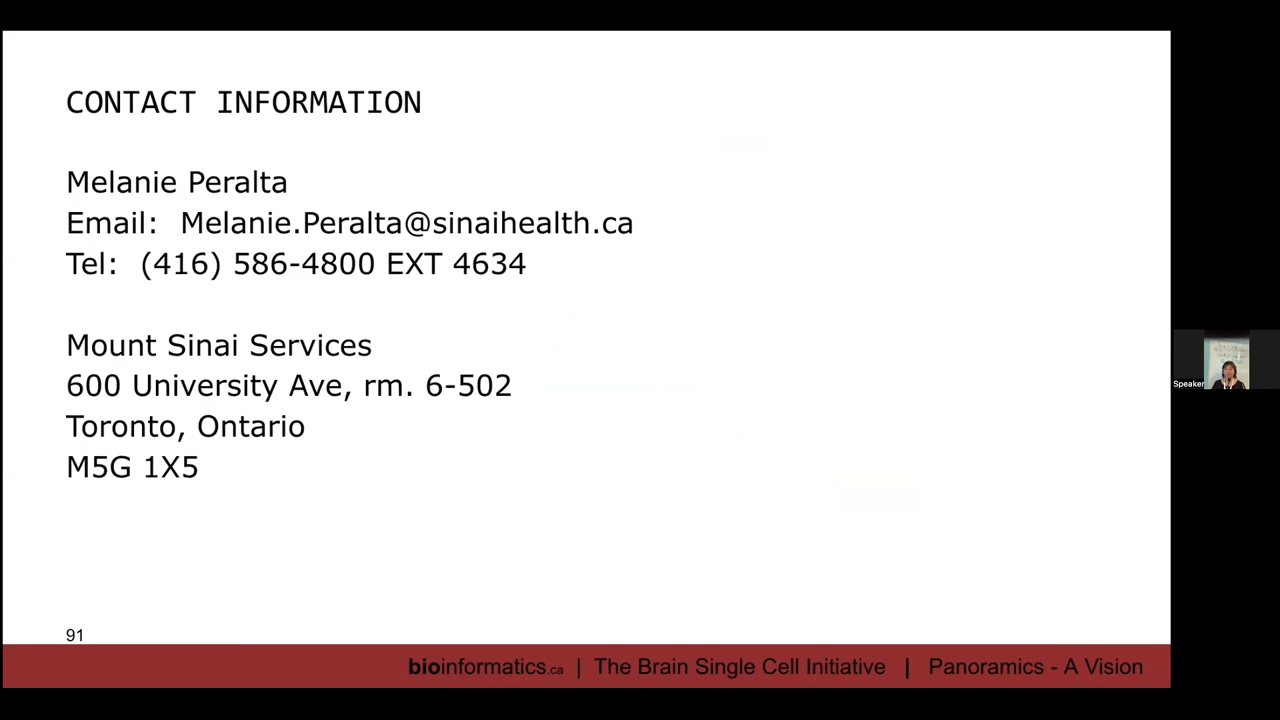 CONTACT INFORMATION
Melanie Peralta
Email: Melanie.Peralta@sinaihealth.ca
Tel: (416) 586-4800 EXT 4634
Mount Sinai Services
600 University Ave, rm. 6-502
Toronto, Ontario
M5G 1X5
Speaker
91
bioinformatics.ca | The Brain Single Cell Initiative | Panoramics - A Vision